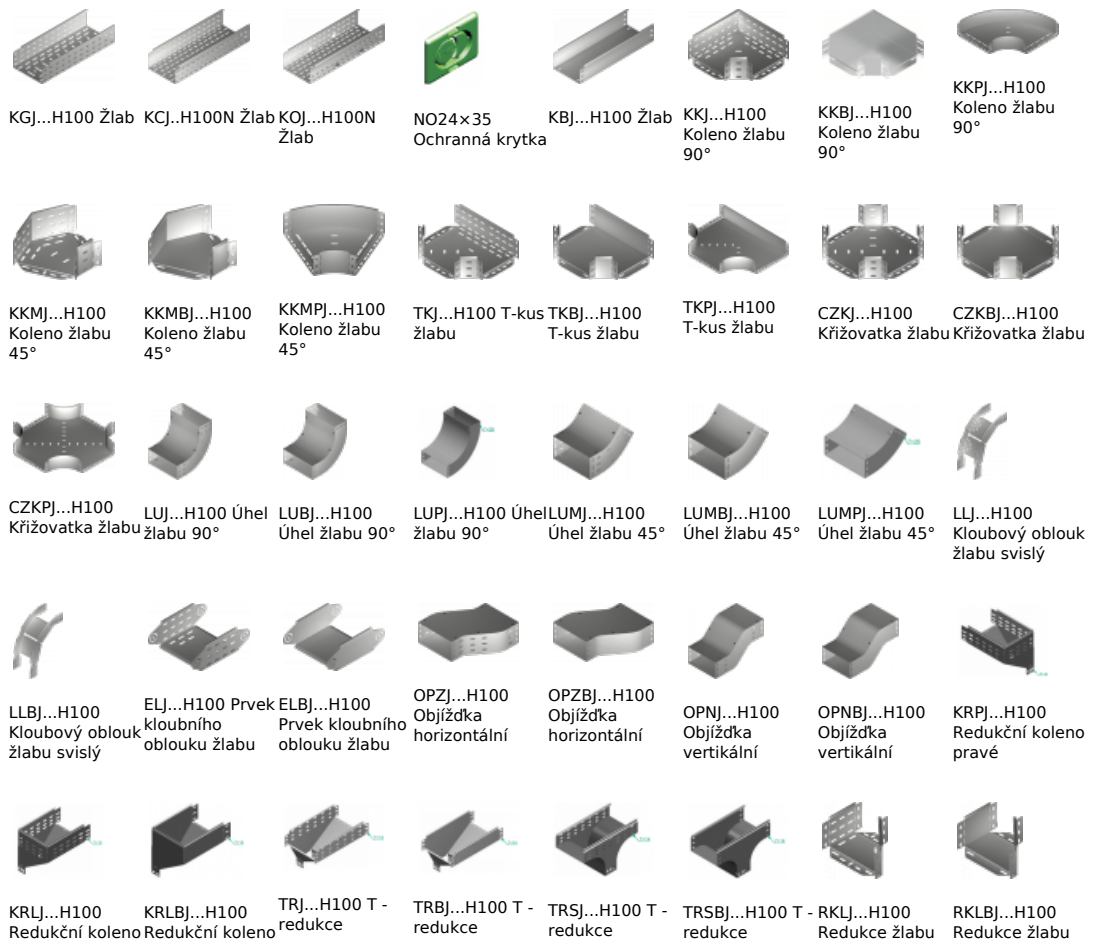 KGJ...H100 Žlab
KCJ..H100N Žlab
KOJ...H100N
Žlab
NO24×35
Ochranná krytka
KBJ...H100 Žlab
KKJ...H100
Koleno žlabu
90°
KKBJ...H100
Koleno žlabu
90°
KKPJ...H100
Koleno žlabu
90°
KKMJ...H100
Koleno žlabu
45°
KKMBJ...H100
Koleno žlabu
45°
KKMPJ...H100
Koleno žlabu
45°
TKJ...H100 T-kus
žlabu
TKBJ...H100
T-kus žlabu
TKPJ...H100
T-kus žlabu
CZKJ...H100
Křižovatka žlabu
CZKBJ...H100
Křižovatka žlabu
CZKPJ...H100
Křižovatka žlabu
LUJ...H100 Úhel
žlabu 90°
LUBJ...H100
Úhel žlabu 90°
LUPJ...H100 Úhel
žlabu 90°
LUMJ...H100
Úhel žlabu 45°
LUMBJ...H100
Úhel žlabu 45°
LUMPJ...H100
Úhel žlabu 45°
LLJ...H100
Kloubový oblouk
žlabu svislý
LLBJ...H100
Kloubový oblouk
žlabu svislý
ELJ...H100 Prvek
kloubního
oblouku žlabu
ELBJ...H100
Prvek kloubního
oblouku žlabu
OPZJ...H100
Objížďka
horizontální
OPZBJ...H100
Objížďka
horizontální
OPNJ...H100
Objížďka
vertikální
OPNBJ...H100
Objížďka
vertikální
KRPJ...H100
Redukční koleno
pravé
KRLJ...H100
Redukční koleno
KRLBJ...H100
Redukční koleno
TRJ...H100 T -
redukce
TRBJ...H100 T -
redukce
TRSJ...H100 T -
redukce
TRSBJ...H100 T -
redukce
RKLJ...H100
Redukce žlabu
RKLBJ...H100
Redukce žlabu